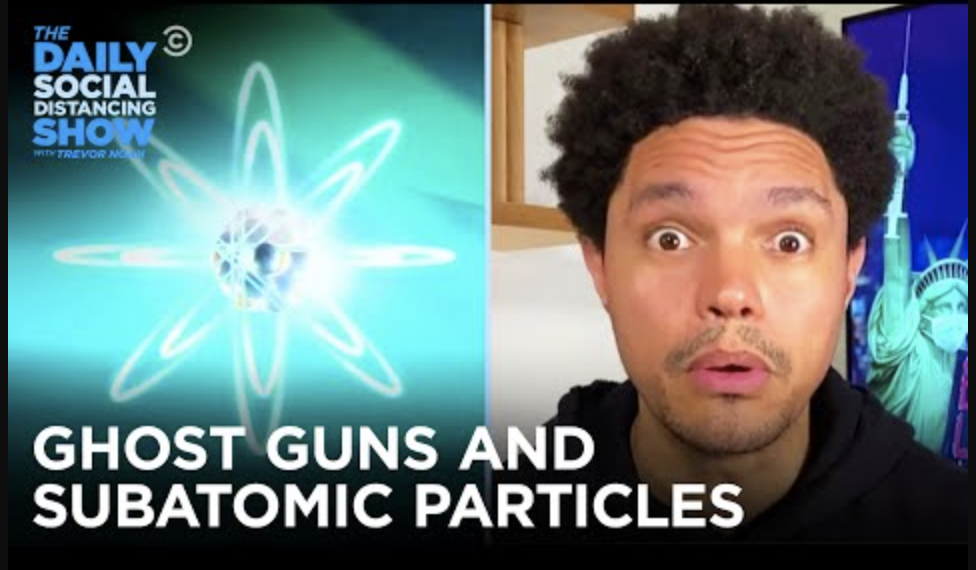 THE
DAILY
SOCIAL
DISTANCING
SHOW
WITH TREVOR NOAH
GHOST GUNS AND
SUBATOMIC PARTICLES